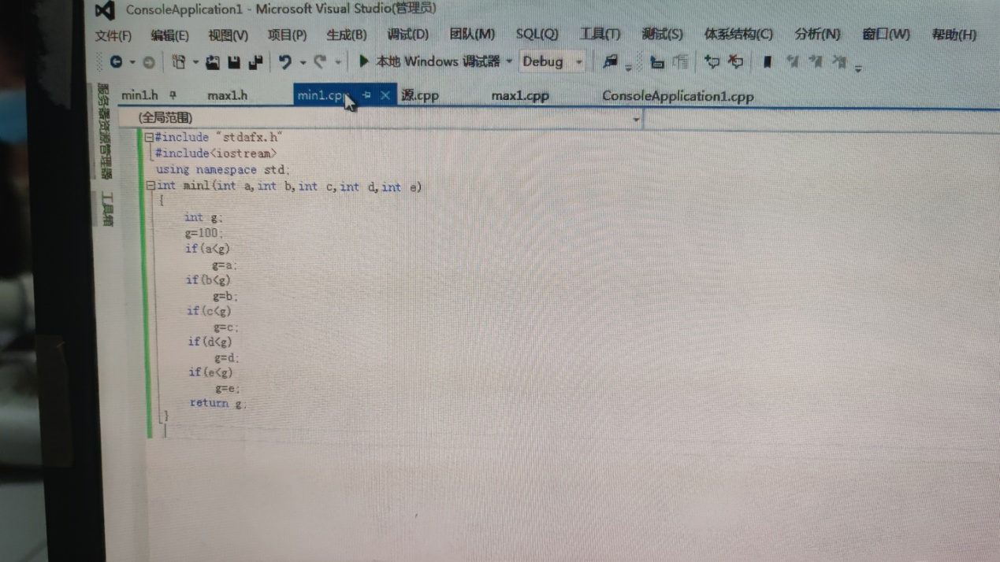 ConsoleApplication1 - Microsoft Visual Studio(管理员)
文件(F) 编辑(E) 视图(V) 项目(P) 生成(B) 调试(D) 团队(M) SQL(Q) 工具(T) 测试(S) 体系结构(C) 分析(N) 窗口(W) 帮助(H)
本地 Windows 调试器 Debug
min1.h max1.h min1.cpp 源.cpp max1.cpp ConsoleApplication1.cpp
(全局范围)
服务器资源管理器
工具箱
#include "stdafx.h"
#include<iostream>
using namespace std;
int min1(int a,int b,int c,int d,int e)
{
int g;
g=100;
if(a<g)
g=a;
if(b<g)
g=b;
if(c<g)
g=c;
if(d<g)
g=d;
if(e<g)
g=e;
return g;
}